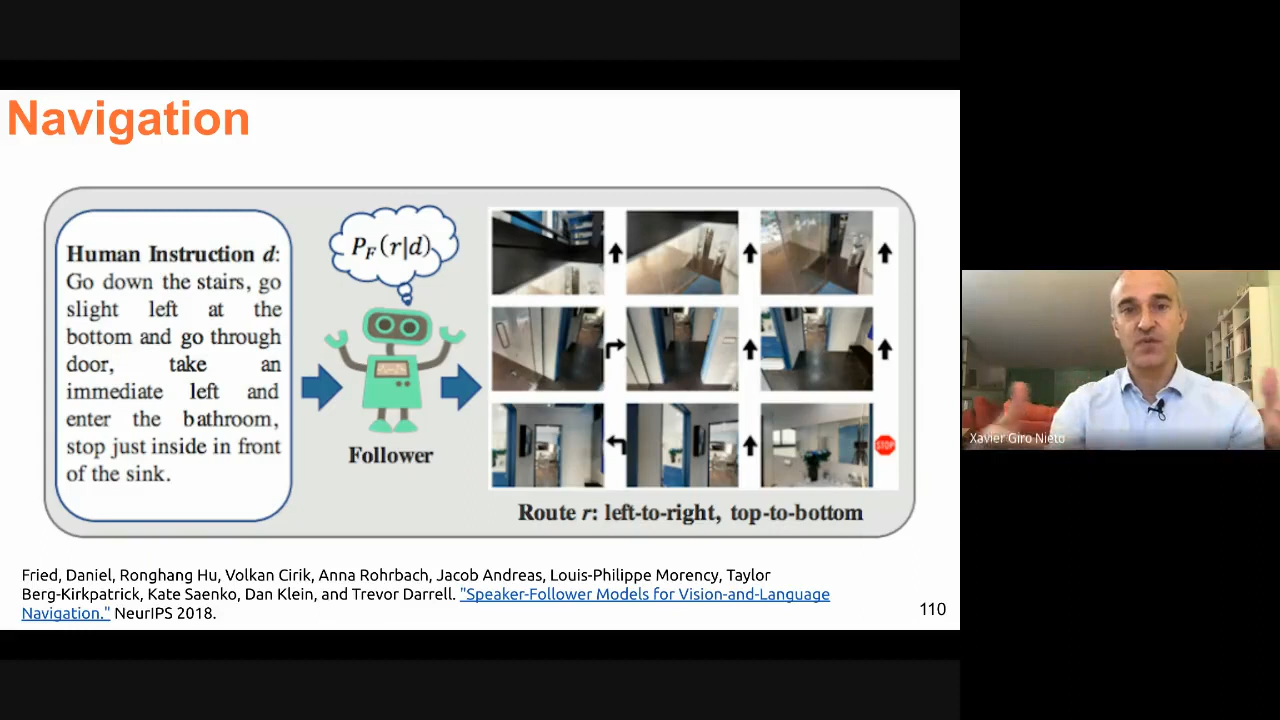 Navigation
Human Instruction d:
Go down the stairs, go
slight left at the
bottom and go through
door, take an
immediate left and
enter the bathroom,
stop just inside in front
of the sink.
P_F(r|d)
Follower
STOP
Route r: left-to-right, top-to-bottom
Fried, Daniel, Ronghang Hu, Volkan Cirik, Anna Rohrbach, Jacob Andreas, Louis-Philippe Morency, Taylor
Berg-Kirkpatrick, Kate Saenko, Dan Klein, and Trevor Darrell. "Speaker-Follower Models for Vision-and-Language
Navigation." NeurIPS 2018.
110
Xavier Giro Nieto